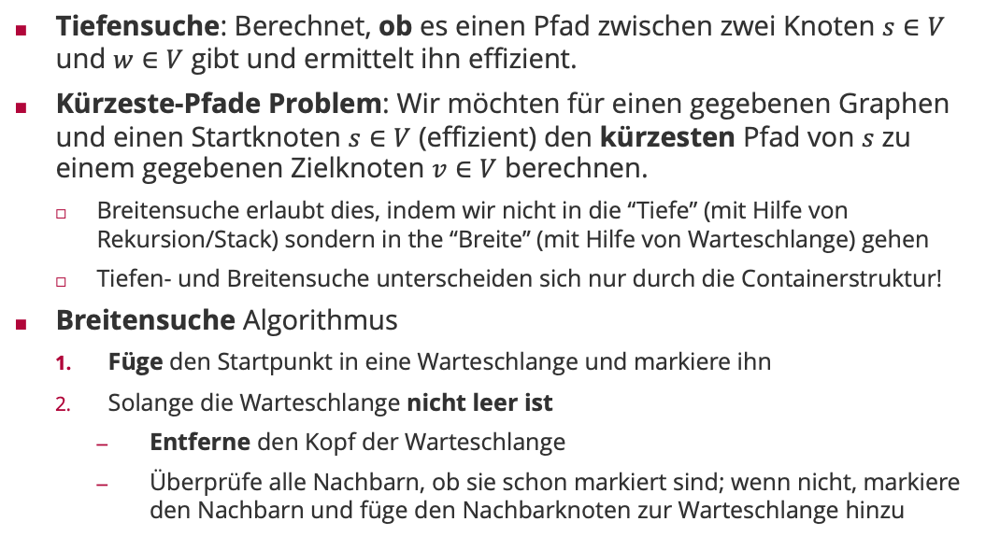 ▪ Tiefensuche: Berechnet, ob es einen Pfad zwischen zwei Knoten s ∈ V
und w ∈ V gibt und ermittelt ihn effizient.
▪ Kürzeste-Pfade Problem: Wir möchten für einen gegebenen Graphen
und einen Startknoten s ∈ V (effizient) den kürzesten Pfad von s zu
einem gegebenen Zielknoten v ∈ V berechnen.
□ Breitensuche erlaubt dies, indem wir nicht in die “Tiefe” (mit Hilfe von
Rekursion/Stack) sondern in the “Breite” (mit Hilfe von Warteschlange) gehen
□ Tiefen- und Breitensuche unterscheiden sich nur durch die Containerstruktur!
▪ Breitensuche Algorithmus
1. Füge den Startpunkt in eine Warteschlange und markiere ihn
2. Solange die Warteschlange nicht leer ist
– Entferne den Kopf der Warteschlange
– Überprüfe alle Nachbarn, ob sie schon markiert sind; wenn nicht, markiere
den Nachbarn und füge den Nachbarknoten zur Warteschlange hinzu